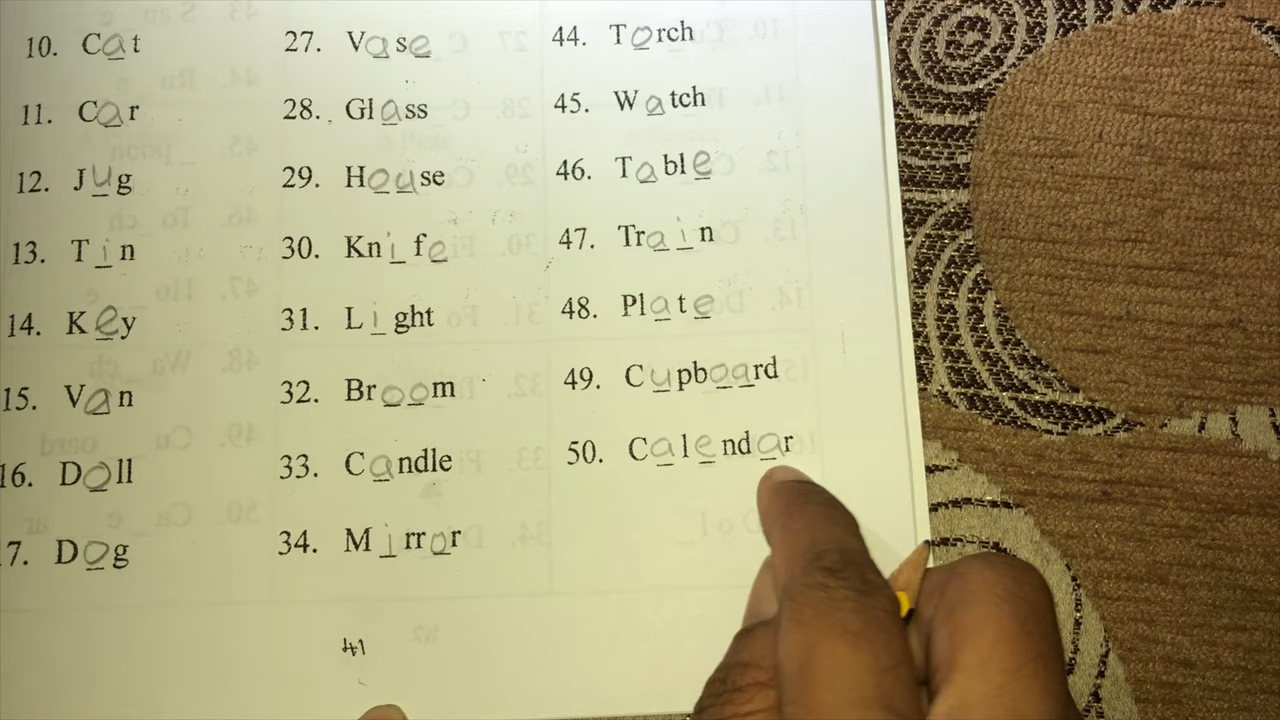 10. Cat
11. Car
12. Jug
13. Tin
14. Key
15. Van
16. Doll
7. Dog
27. Vase
28. Glass
29. House
30. Knife
31. Light
32. Broom
33. Candle
34. Mirror
44. Torch
45. Watch
46. Table
47. Train
48. Plate
49. Cupboard
50. Calendar
41